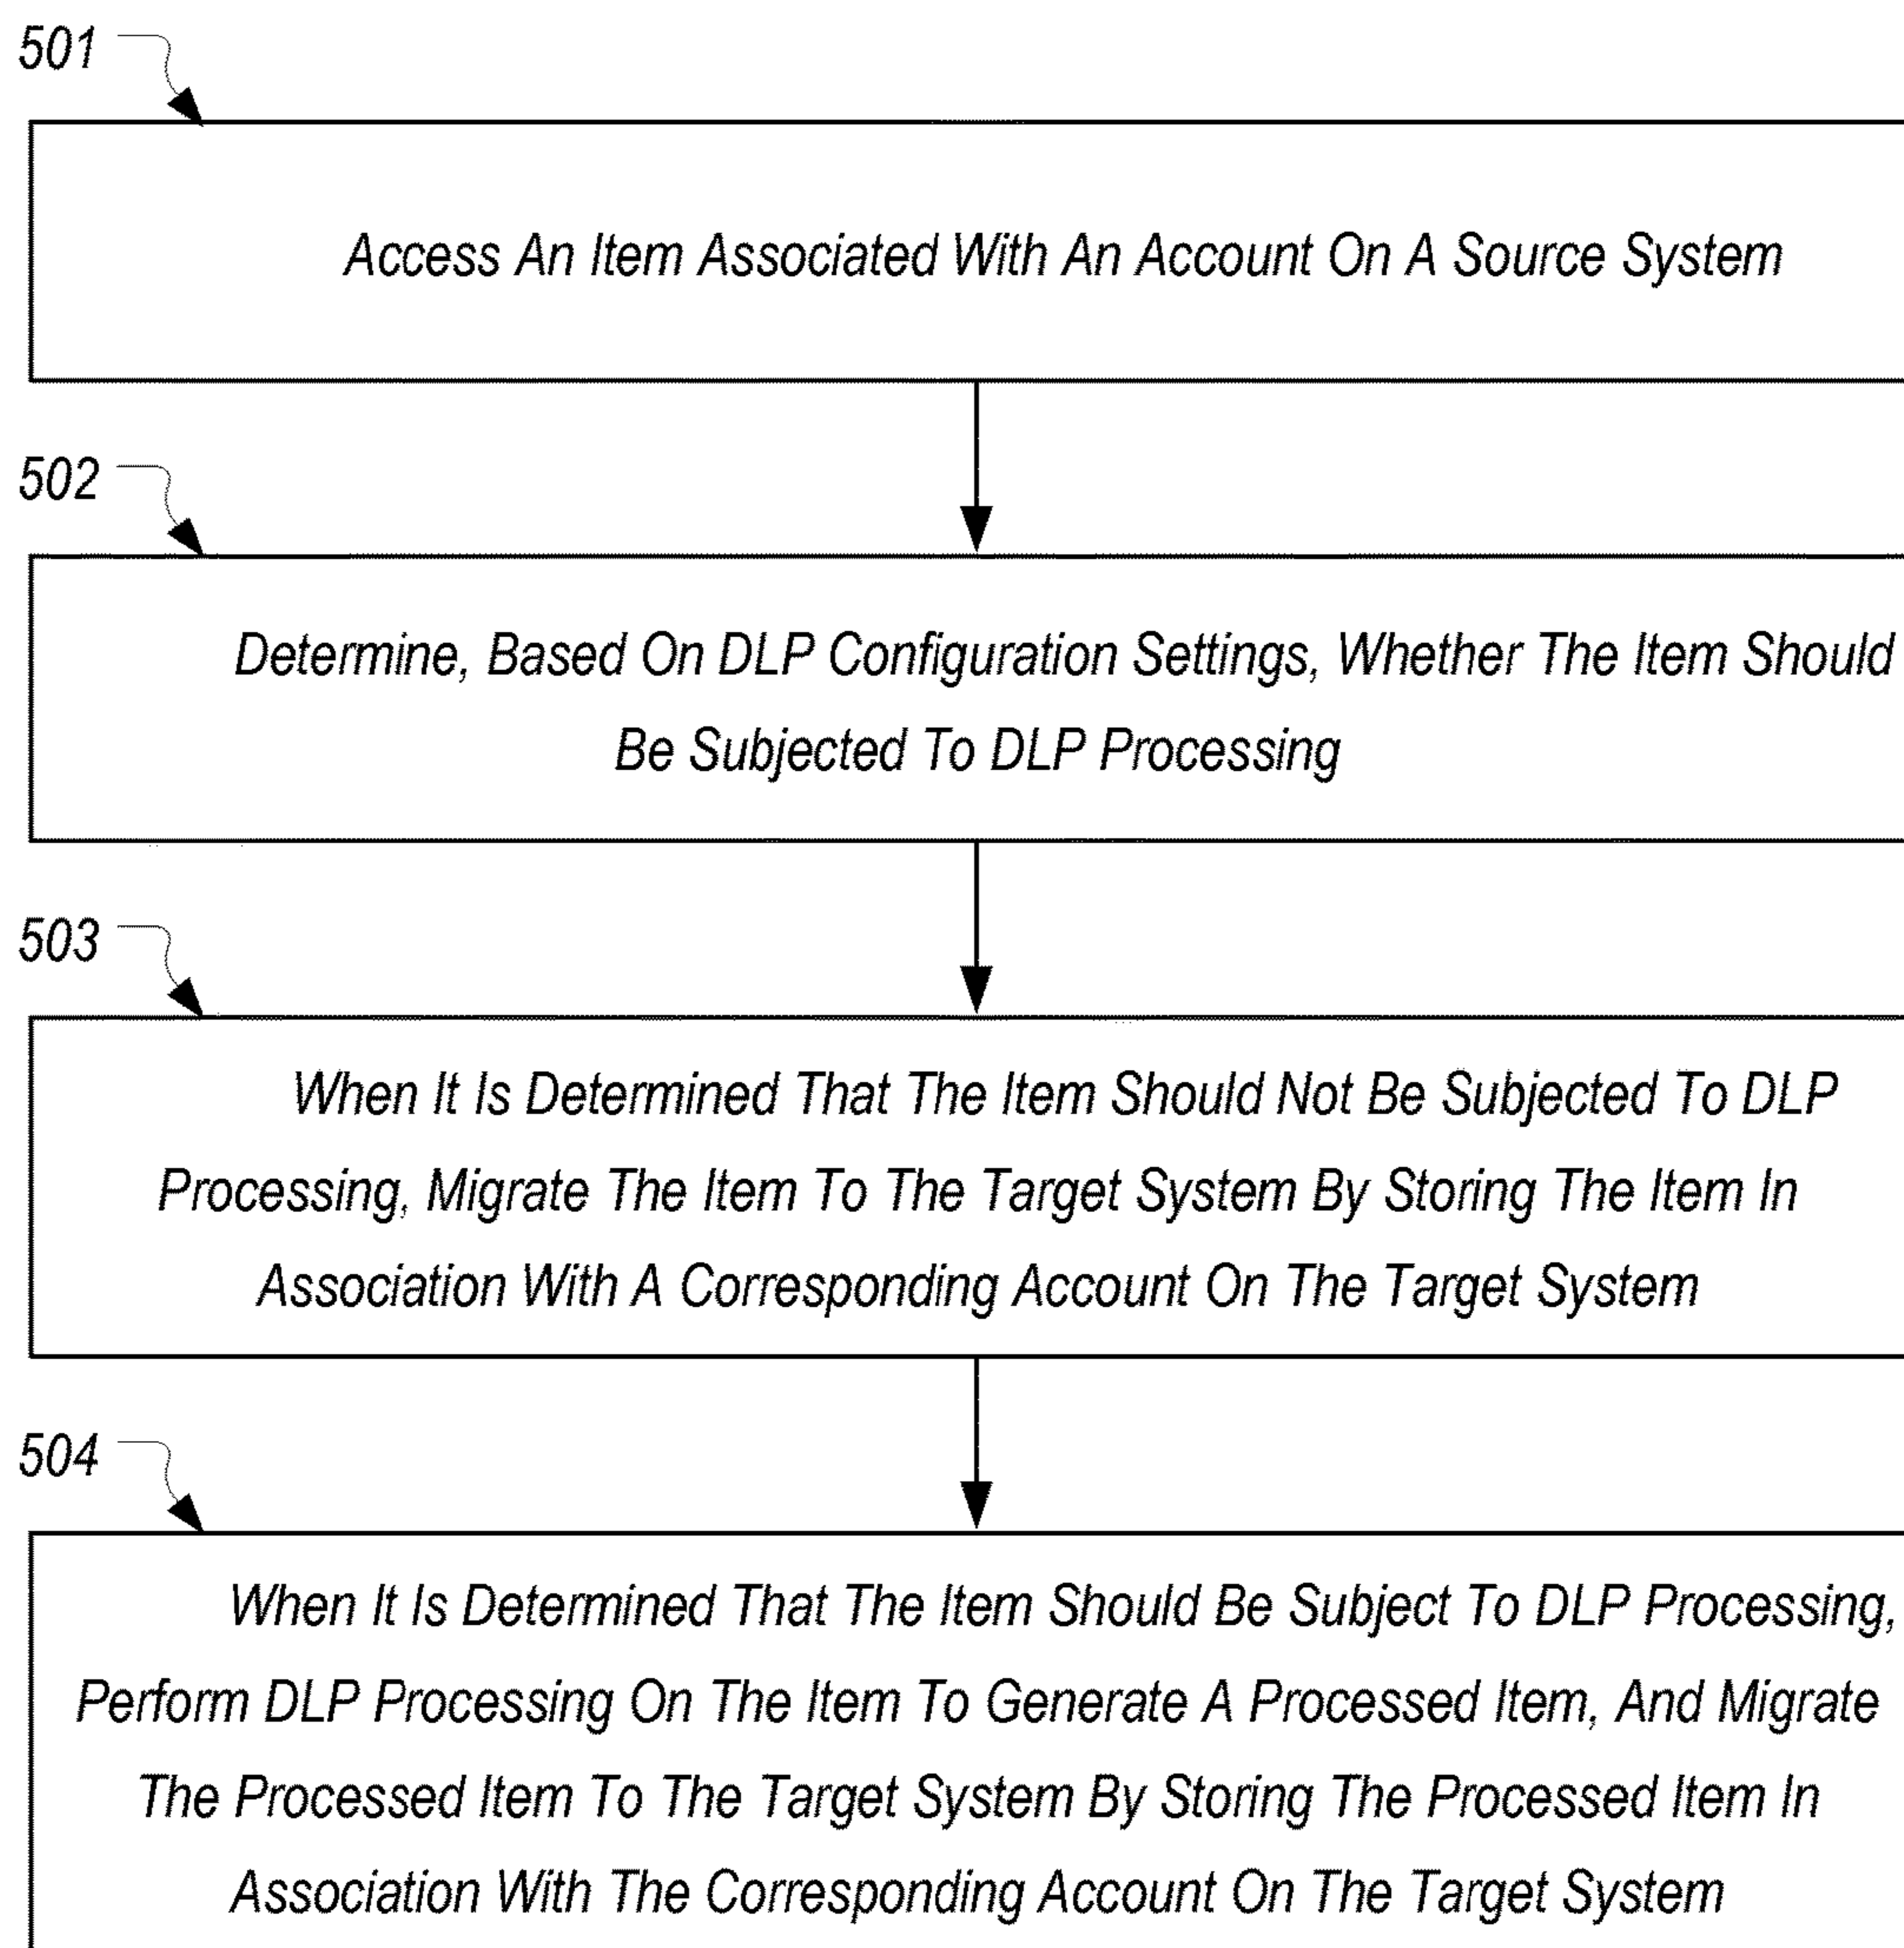 501
Access An Item Associated With An Account On A Source System
502
Determine, Based On DLP Configuration Settings, Whether The Item Should
Be Subjected To DLP Processing
503
When It Is Determined That The Item Should Not Be Subjected To DLP
Processing, Migrate The Item To The Target System By Storing The Item In
Association With A Corresponding Account On The Target System
504
When It Is Determined That The Item Should Be Subject To DLP Processing,
Perform DLP Processing On The Item To Generate A Processed Item, And Migrate
The Processed Item To The Target System By Storing The Processed Item In
Association With The Corresponding Account On The Target System